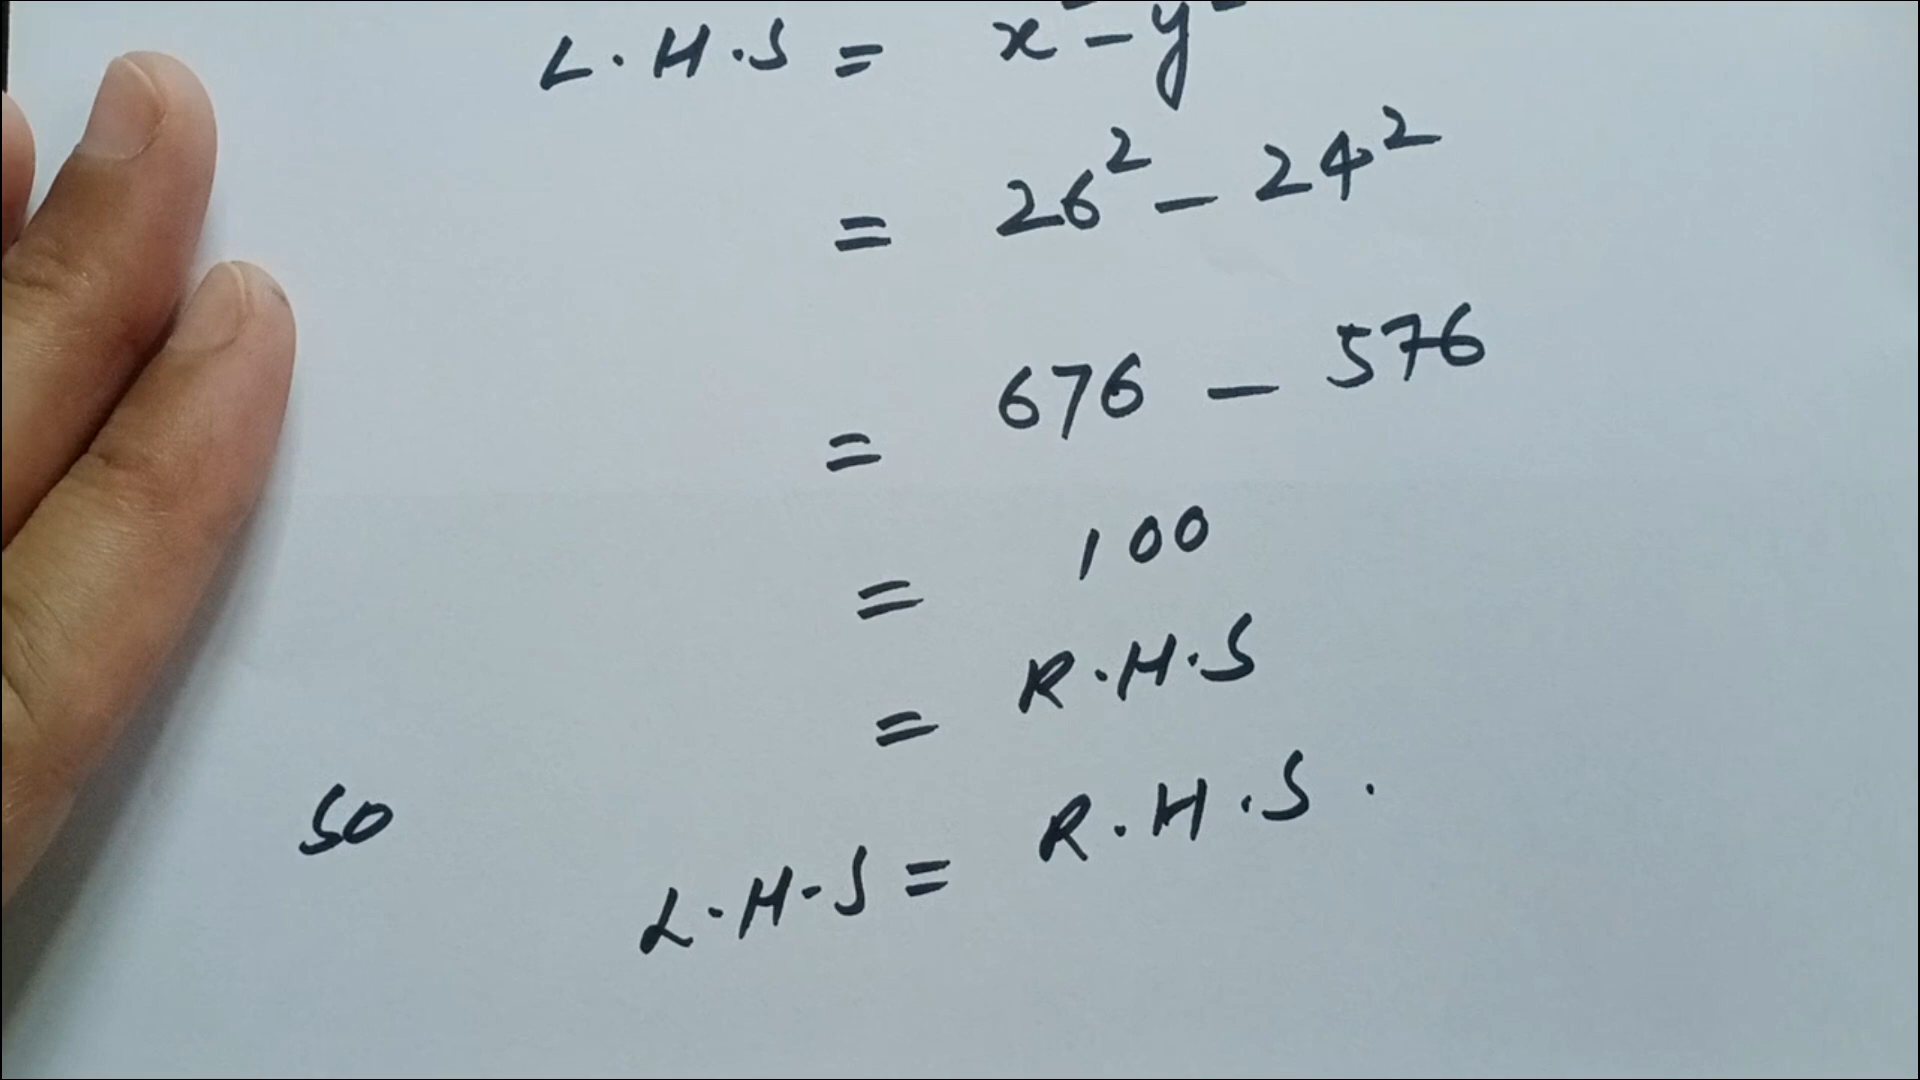 L.H.S = x² - y²
= 26² - 24²
= 676 - 576
= 100
= R.H.S
so
L.H.S = R.H.S.